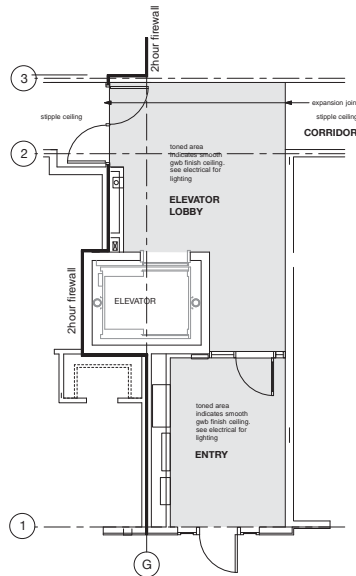 2hour firewall
3
expansion join
stipple ceiling
stipple ceiling
CORRIDOR
toned area
indicates smooth
gwb finish ceiling.
see electrical for
lighting
2
ELEVATOR
LOBBY
2hour firewall
ELEVATOR
toned area
indicates smooth
gwb finish ceiling.
see electrical for
lighting
ENTRY
1
G